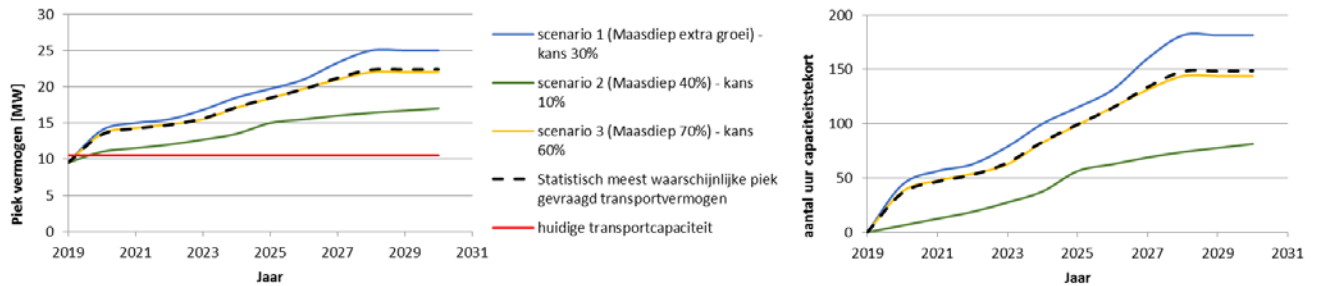 Piek vermogen [MW]
30
25
20
15
10
5
0
2019 2021 2023 2025 2027 2029 2031
Jaar
scenario 1 (Maasdiep extra groei) -
kans 30%
scenario 2 (Maasdiep 40%) - kans
10%
scenario 3 (Maasdiep 70%) - kans
60%
Statistisch meest waarschijnlijke piek
gevraagd transportvermogen
huidige transportcapaciteit
aantal uur capaciteitstekort
200
150
100
50
0
2019 2021 2023 2025 2027 2029 2031
Jaar